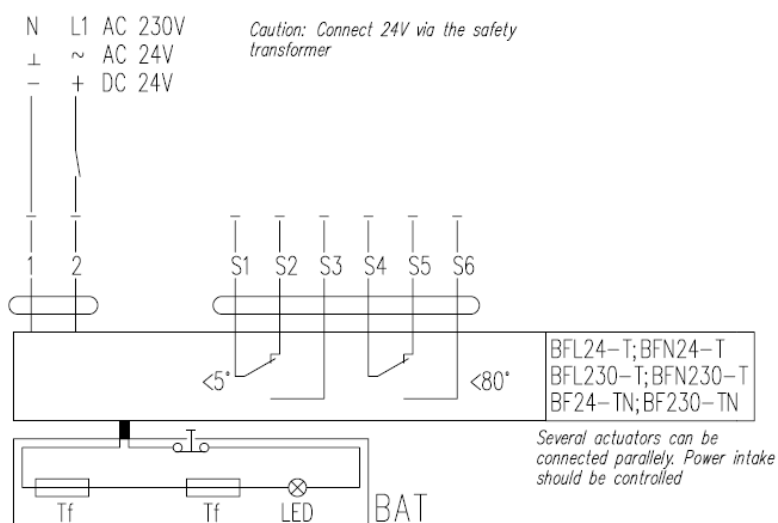 N L1 AC 230V
⊥ ~ AC 24V
− + DC 24V
Caution: Connect 24V via the safety
transformer
1 2 S1 S2 S3 S4 S5 S6
<5° <80°
BFL24-T;BFN24-T
BFL230-T;BFN230-T
BF24-TN;BF230-TN
Several actuators can be
connected parallely. Power intake
should be controlled
Tf Tf LED BAT